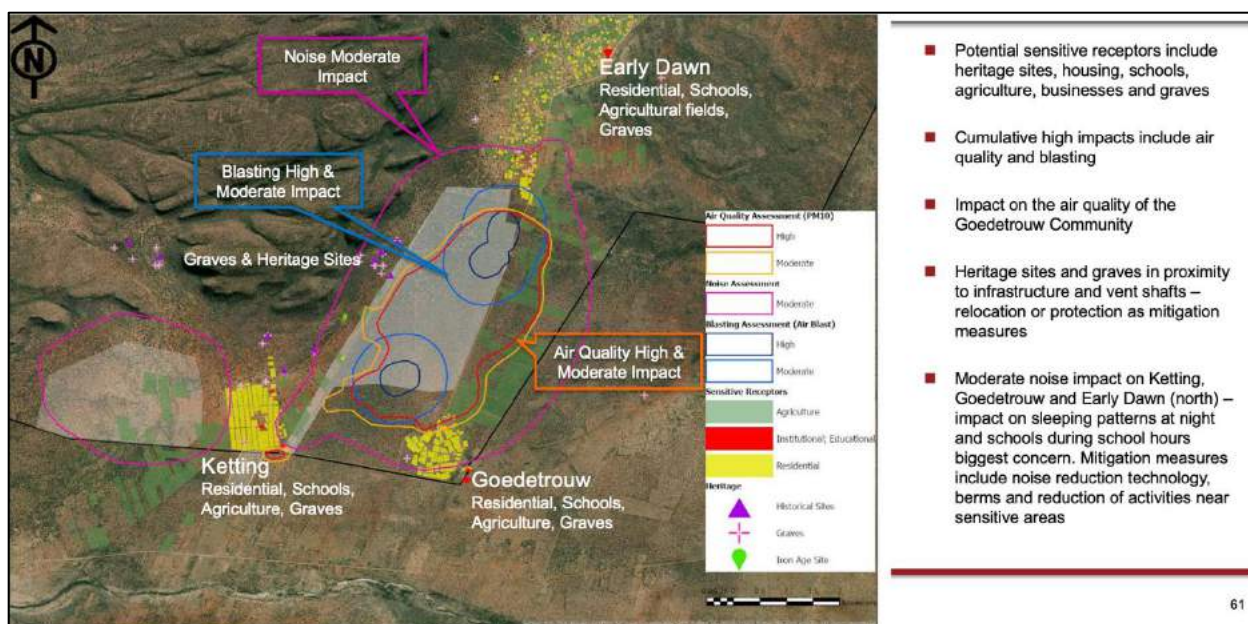 N
Noise Moderate
Impact
Early Dawn
Residential, Schools,
Agricultural fields,
Graves
Blasting High &
Moderate Impact
Graves & Heritage Sites
Air Quality High &
Moderate Impact
Ketting
Residential, Schools,
Agriculture, Graves
Goedetrouw
Residential, Schools,
Agriculture, Graves
Air Quality Assessment (PM10)
High
Moderate
Noise Assessment
Moderate
Blasting Assessment (Air Blast)
High
Moderate
Sensitive Receptors
Agriculture
Institutional; Educational
Residential
Heritage
Historical Sites
Graves
Iron Age Site
Potential sensitive receptors include
heritage sites, housing, schools,
agriculture, businesses and graves
Cumulative high impacts include air
quality and blasting
Impact on the air quality of the
Goedetrouw Community
Heritage sites and graves in proximity
to infrastructure and vent shafts –
relocation or protection as mitigation
measures
Moderate noise impact on Ketting,
Goedetrouw and Early Dawn (north) –
impact on sleeping patterns at night
and schools during school hours
biggest concern. Mitigation measures
include noise reduction technology,
berms and reduction of activities near
sensitive areas
61